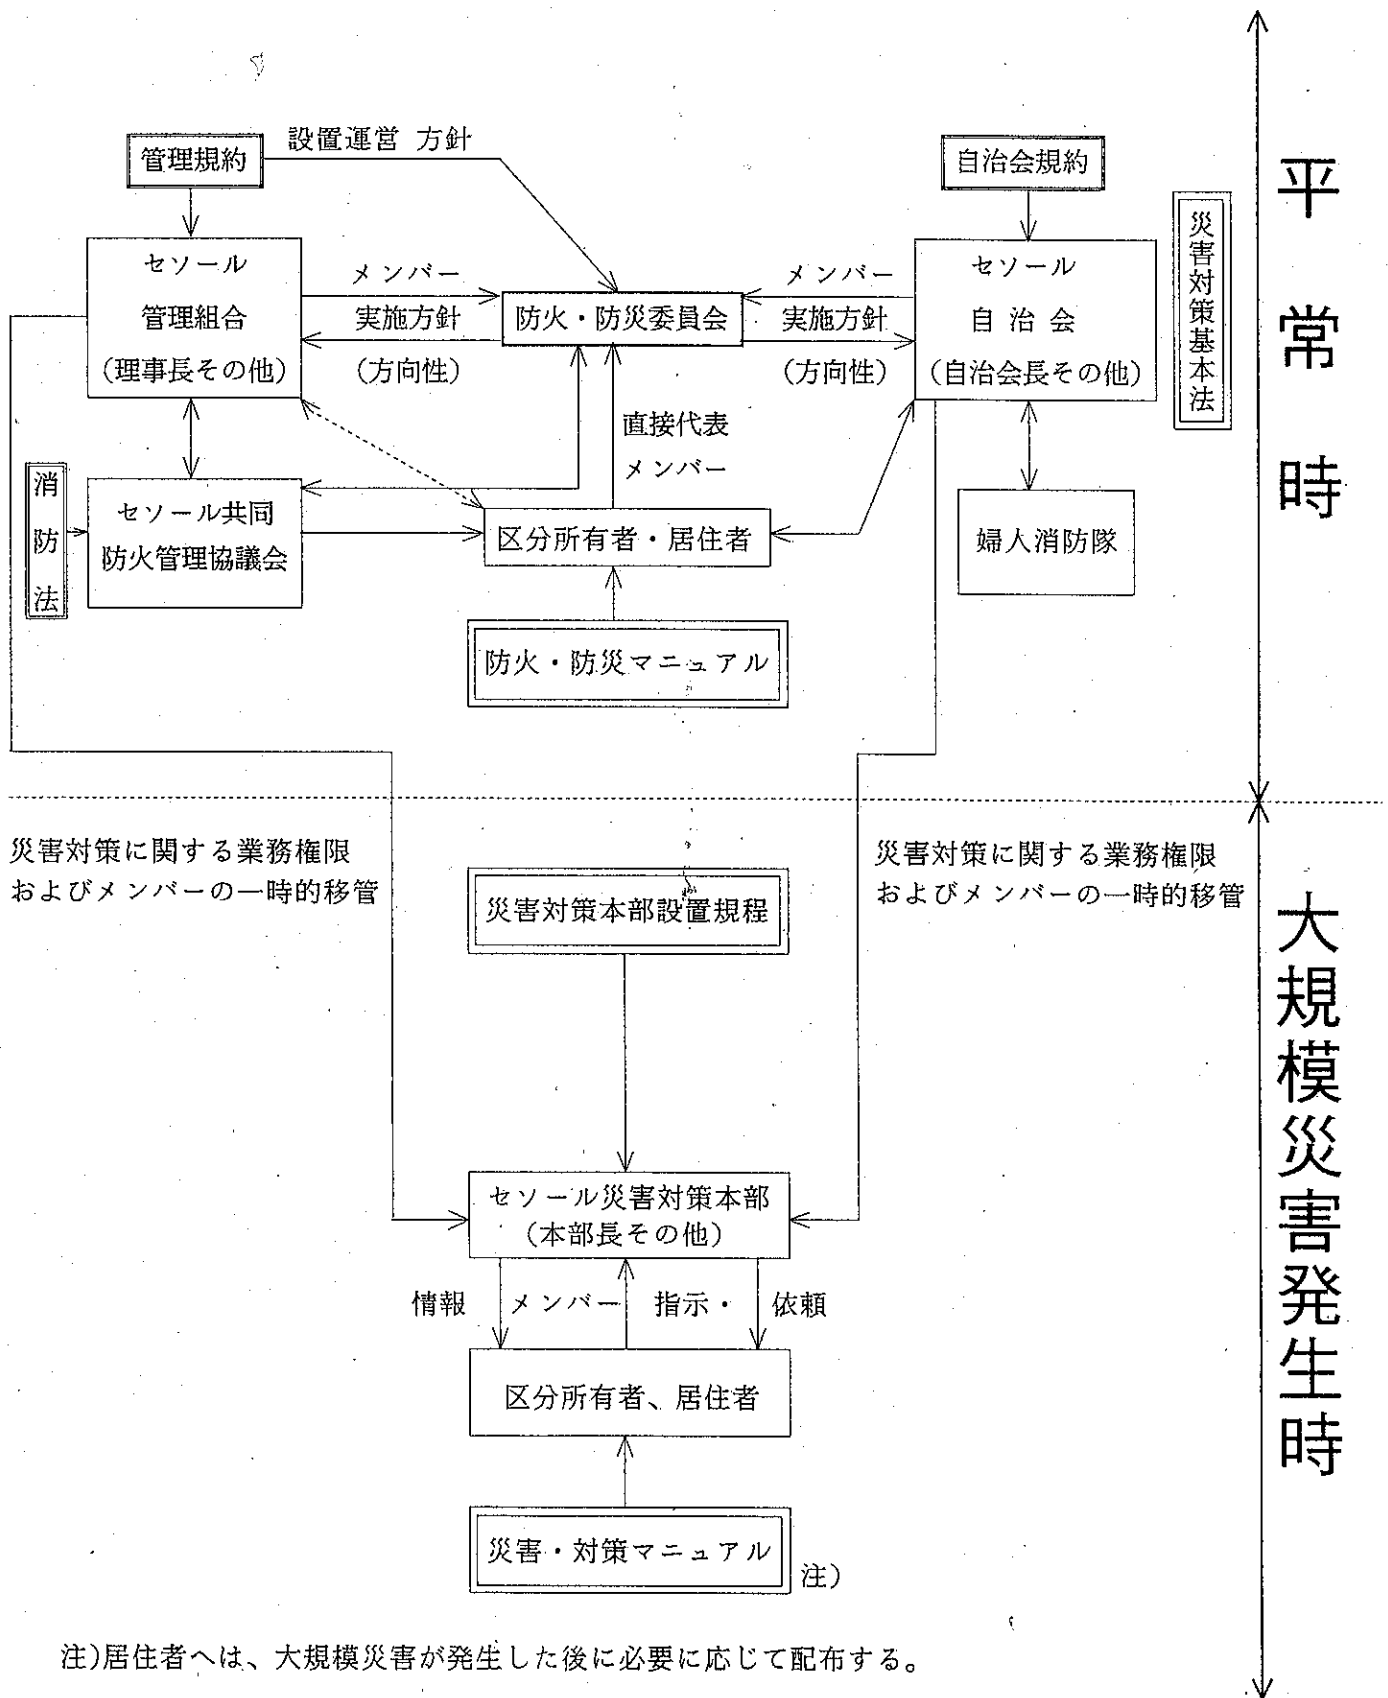 設置運営 方針
管理規約
自治会規約
平常時
災害対策基本法
セソール
管理組合
(理事長その他)
メンバー
実施方針
(方向性)
防火・防災委員会
メンバー
実施方針
(方向性)
セソール
自 治 会
(自治会長その他)
直接代表
メンバー
消防法
セソール共同
防火管理協議会
区分所有者・居住者
婦人消防隊
防火・防災マニュアル
災害対策に関する業務権限
およびメンバーの一時的移管
災害対策に関する業務権限
およびメンバーの一時的移管
災害対策本部設置規程
大規模災害発生時
セソール災害対策本部
(本部長その他)
情報 メンバー 指示・ 依頼
区分所有者、居住者
災害・対策マニュアル
注)
注)居住者へは、大規模災害が発生した後に必要に応じて配布する。